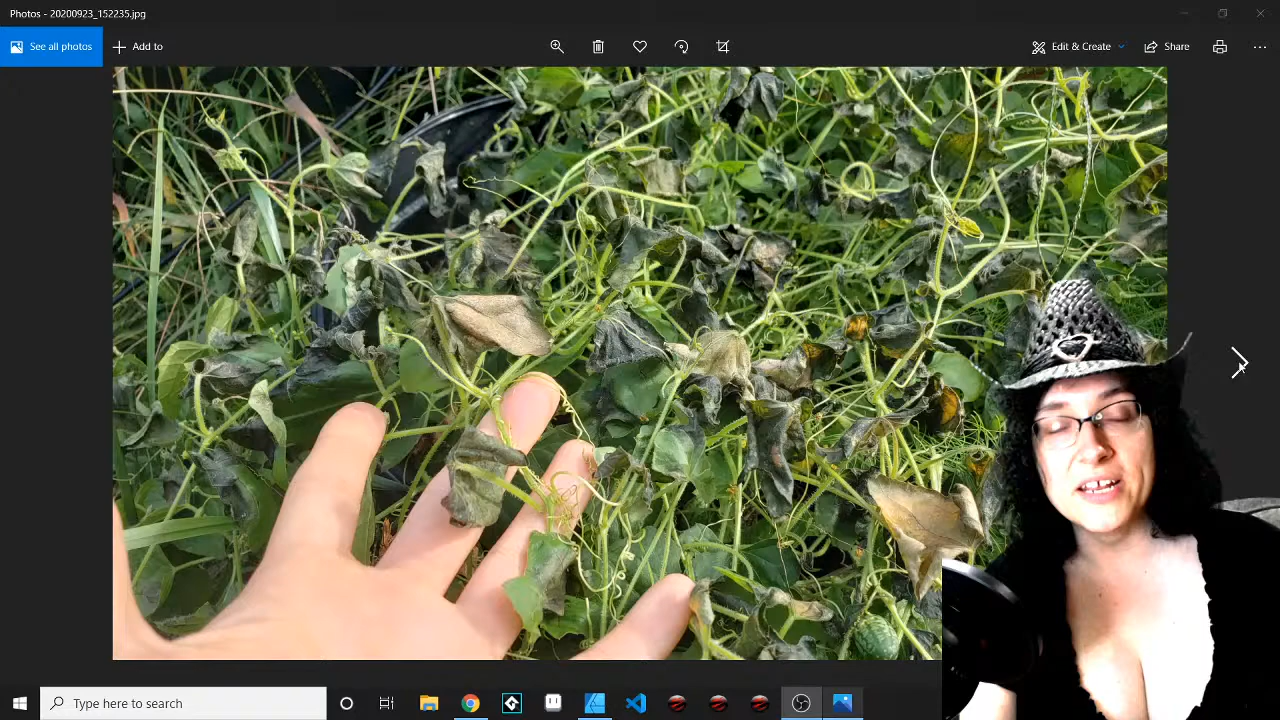 Photos - 20200923_152235.jpg
See all photos
Add to
Edit & Create
Share
Type here to search